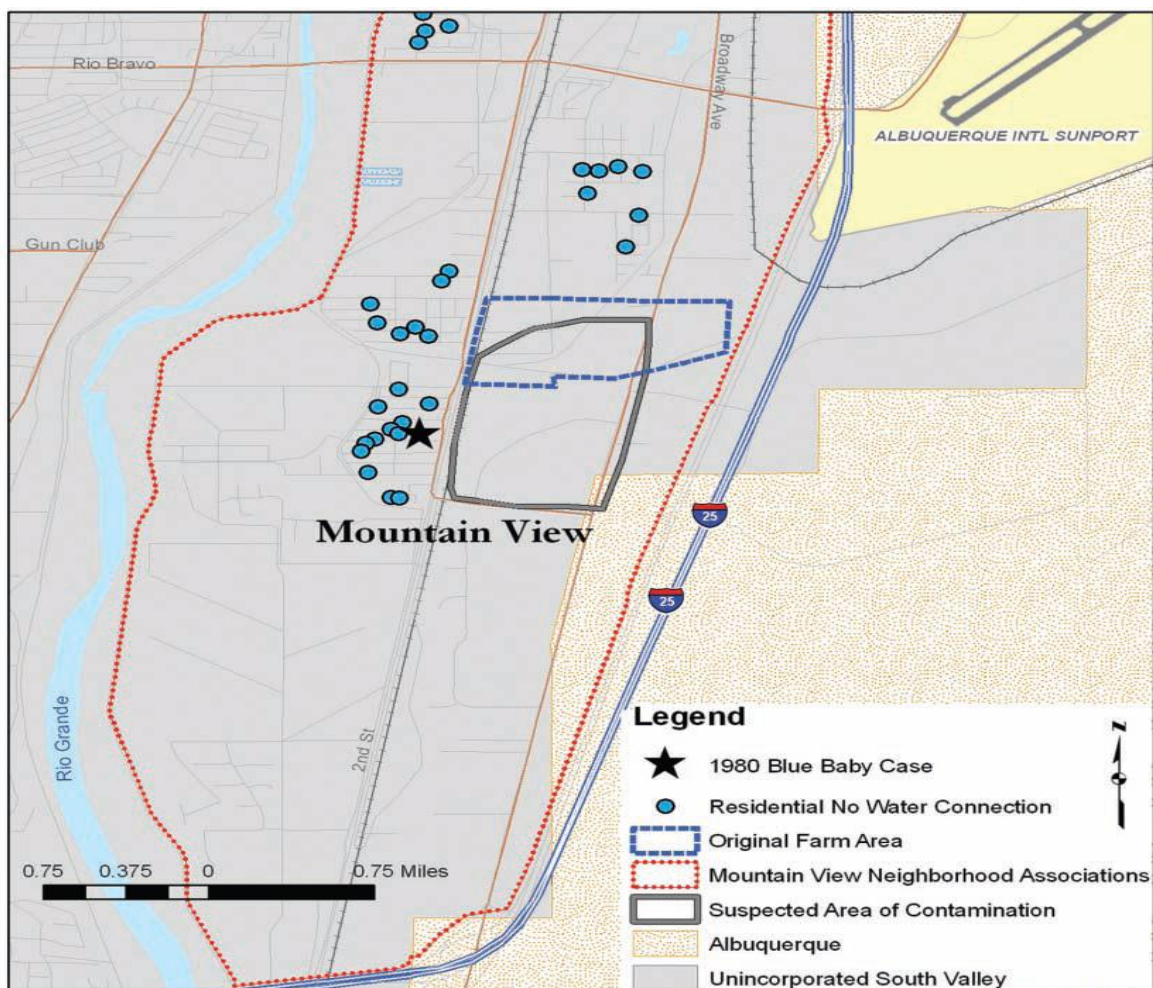 Rio Bravo
Broadway Ave
ALBUQUERQUE INTL SUNPORT
Gun Club
Mountain View
25
25
Rio Grande
2nd St
Legend
1980 Blue Baby Case
Residential No Water Connection
Original Farm Area
Mountain View Neighborhood Associations
Suspected Area of Contamination
Albuquerque
Unincorporated South Valley
N
0.75 0.375 0 0.75 Miles